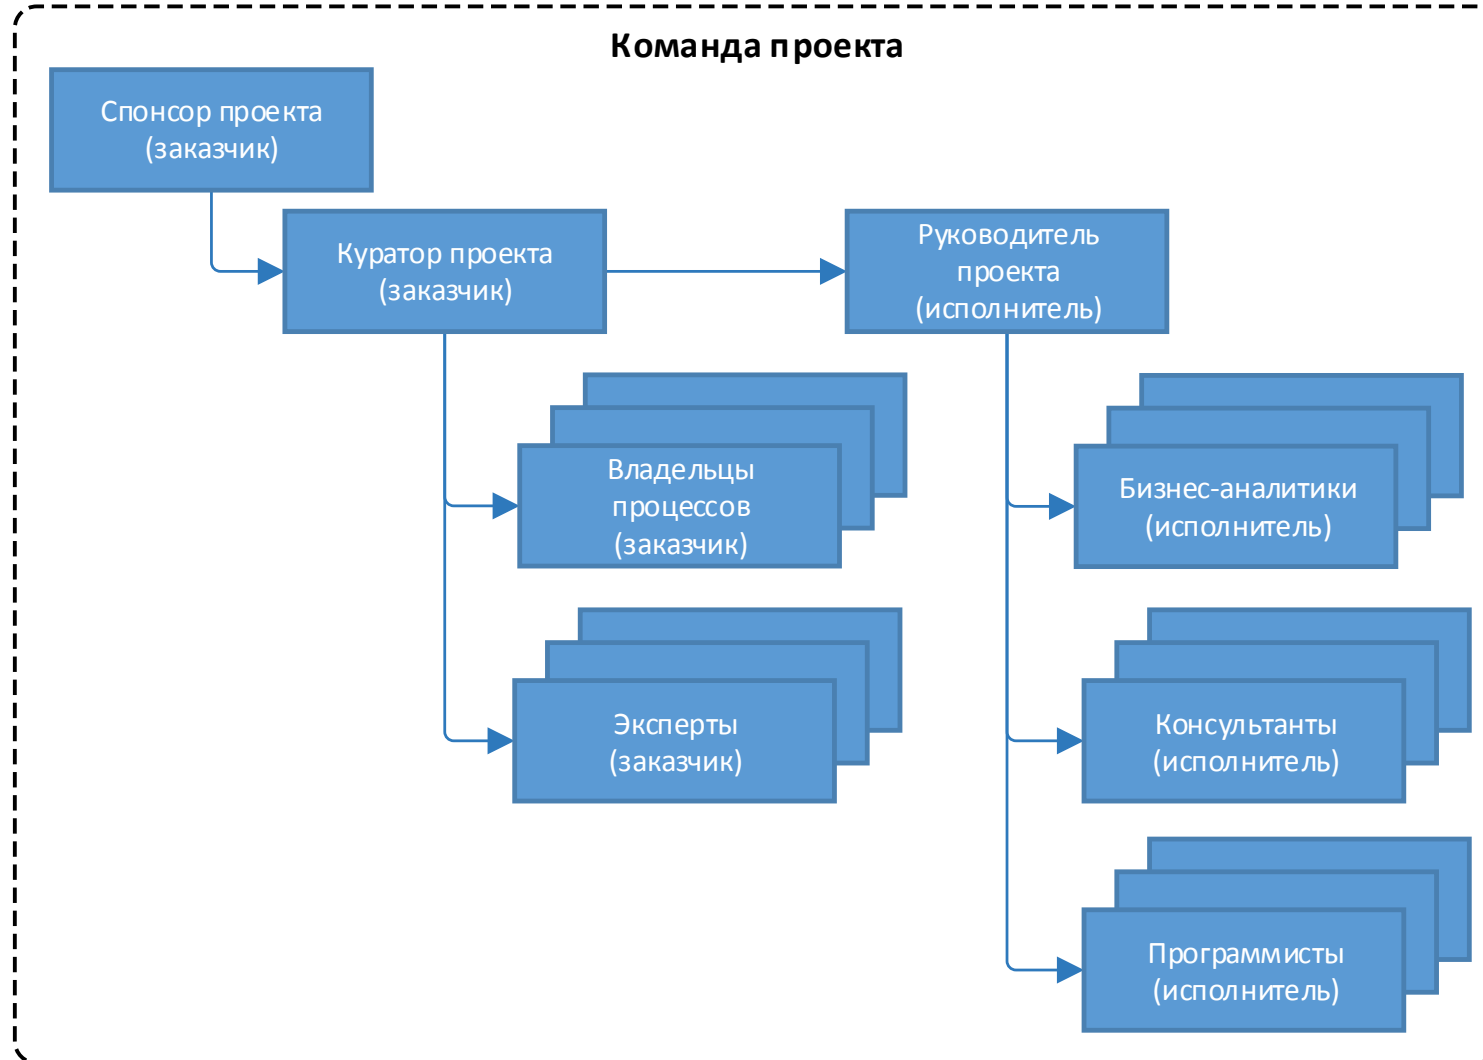 Команда проекта
Спонсор проекта
(заказчик)
Куратор проекта
(заказчик)
Руководитель
проекта
(исполнитель)
Владельцы
процессов
(заказчик)
Бизнес-аналитики
(исполнитель)
Эксперты
(заказчик)
Консультанты
(исполнитель)
Программисты
(исполнитель)